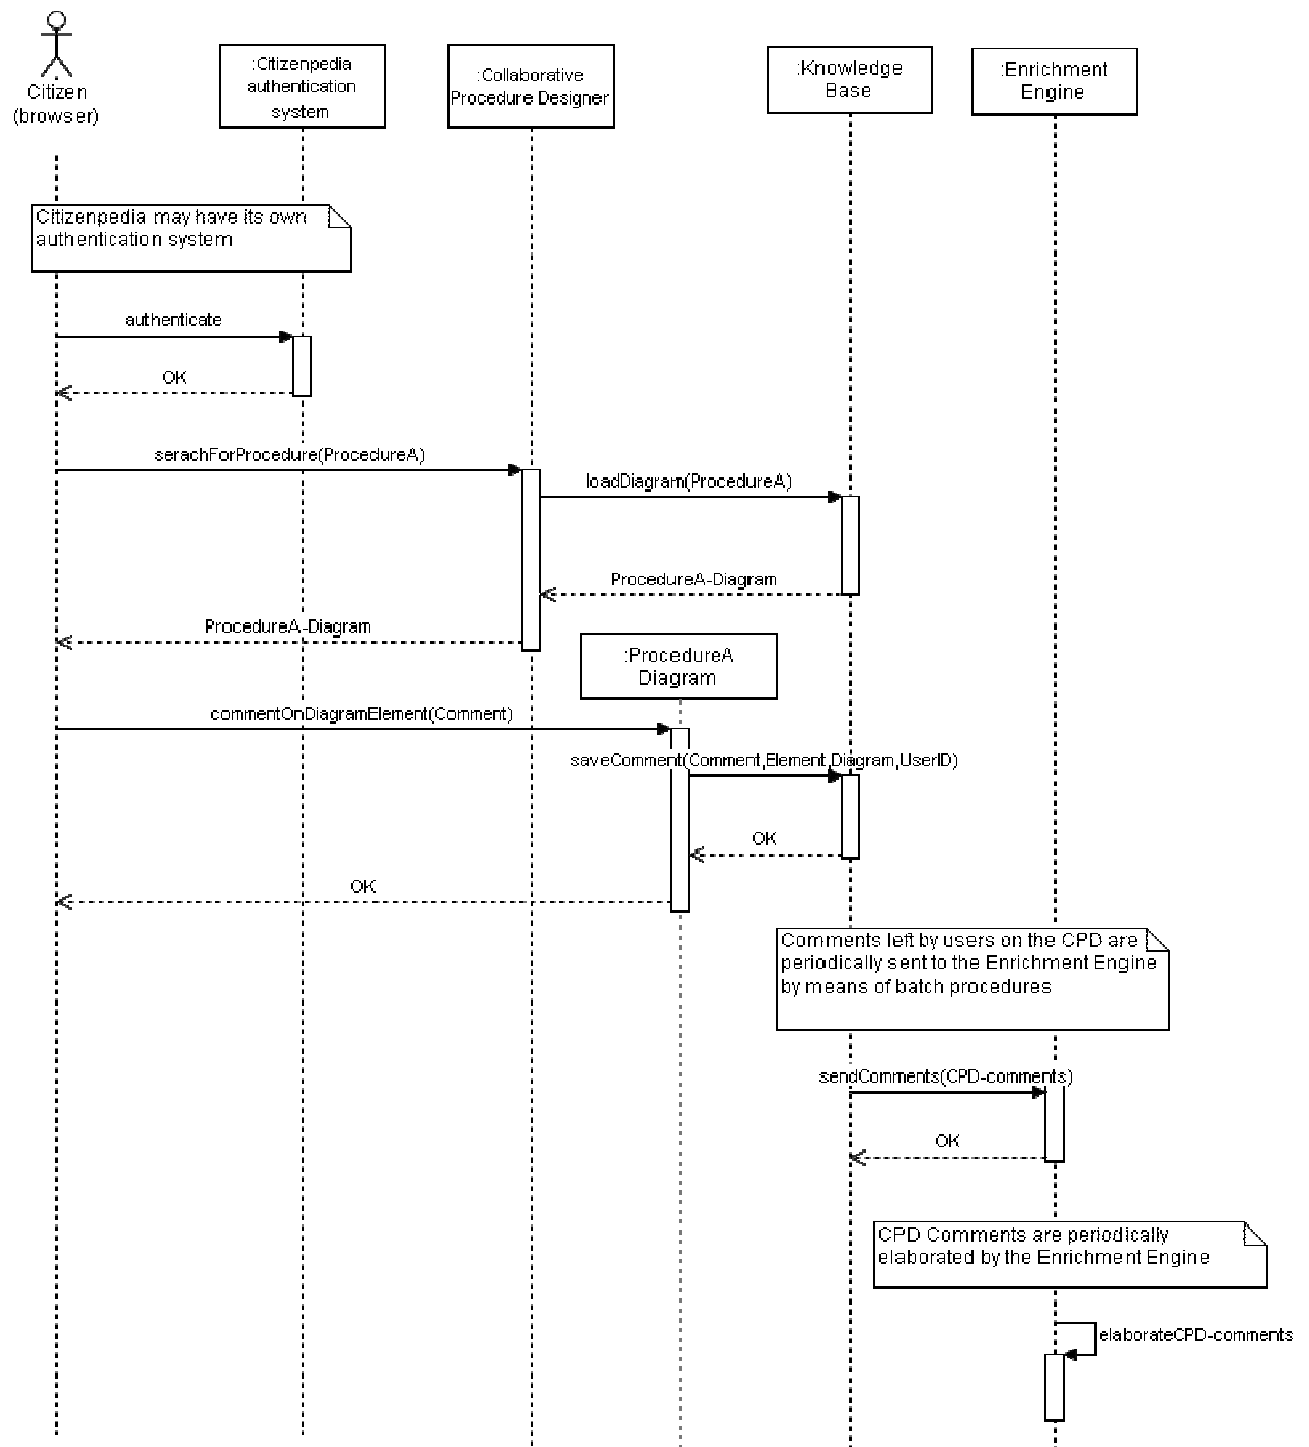 Citizen
(browser)
:Citizenpedia
authentication
system
:Collaborative
Procedure Designer
:Knowledge
Base
:Enrichment
Engine
Citizenpedia may have its own
authentication system
authenticate
OK
serachForProcedure(ProcedureA)
loadDiagram(ProcedureA)
ProcedureA-Diagram
ProcedureA-Diagram
:ProcedureA
Diagram
commentOnDiagramElement(Comment)
saveComment(Comment,Element,Diagram,UserID)
OK
OK
Comments left by users on the CPD are
periodically sent to the Enrichment Engine
by means of batch procedures
sendComments(CPD-comments)
OK
CPD Comments are periodically
elaborated by the Enrichment Engine
elaborateCPD-comments